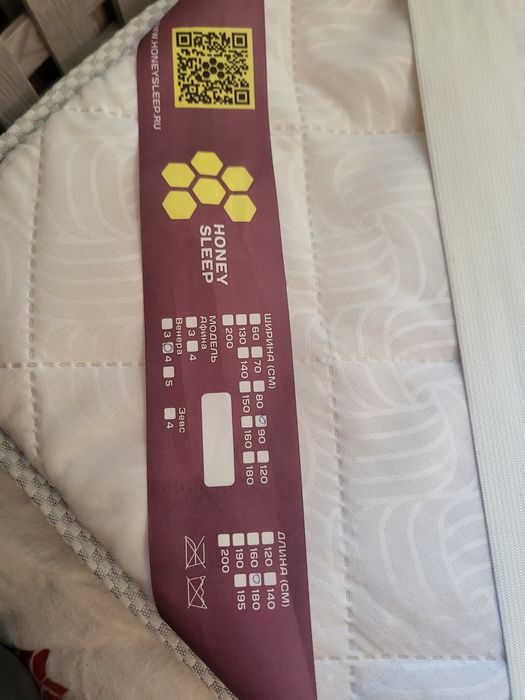 WWW.HONEYSLEEP.RU
HONEY
SLEEP
ШИРИНА (СМ)
60 70 80 90 120
130 140 150 160 180
200
МОДЕЛЬ
Афина
3 4
Венера Зевс
3 4 5 4
ДЛИНА (СМ)
120 140
160 180
190 195
200